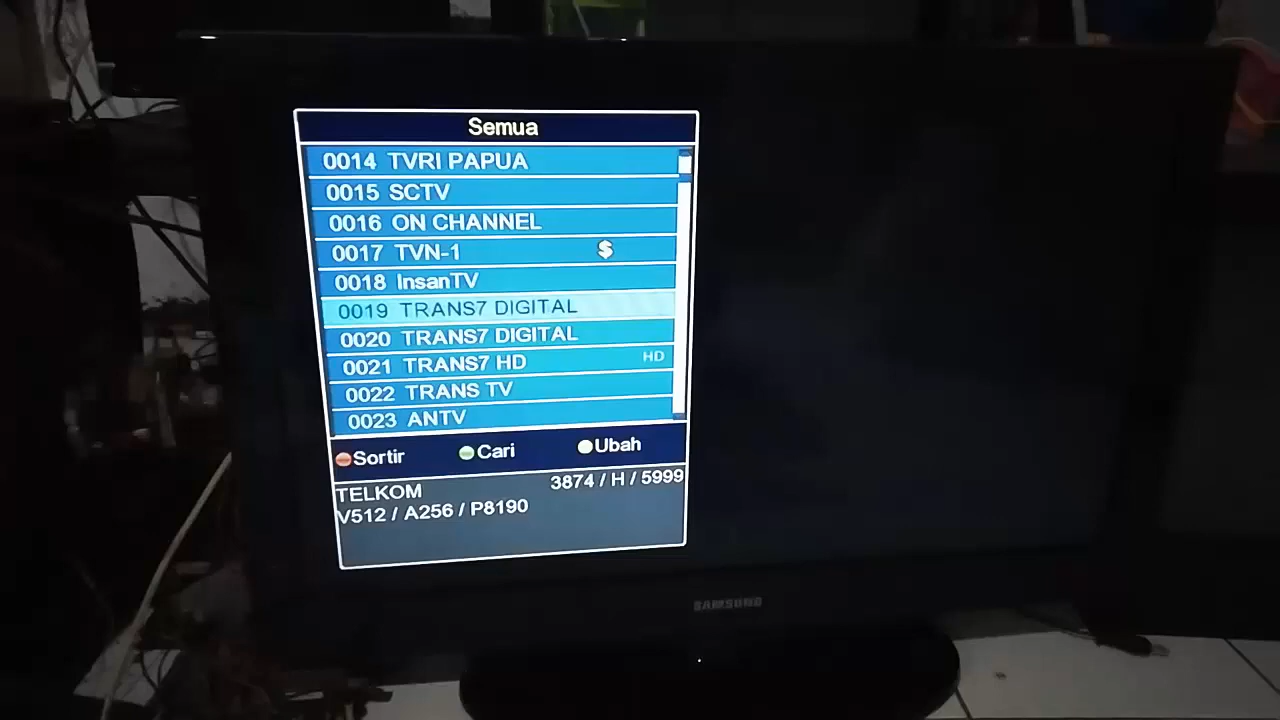 Semua
0014 TVRI PAPUA
0015 SCTV
0016 ON CHANNEL
0017 TVN-1 $
0018 InsanTV
0019 TRANS7 DIGITAL
0020 TRANS7 DIGITAL
0021 TRANS7 HD HD
0022 TRANS TV
0023 ANTV
Sortir Cari Ubah
TELKOM 3874 / H / 5999
V512 / A256 / P8190
SAMSUNG